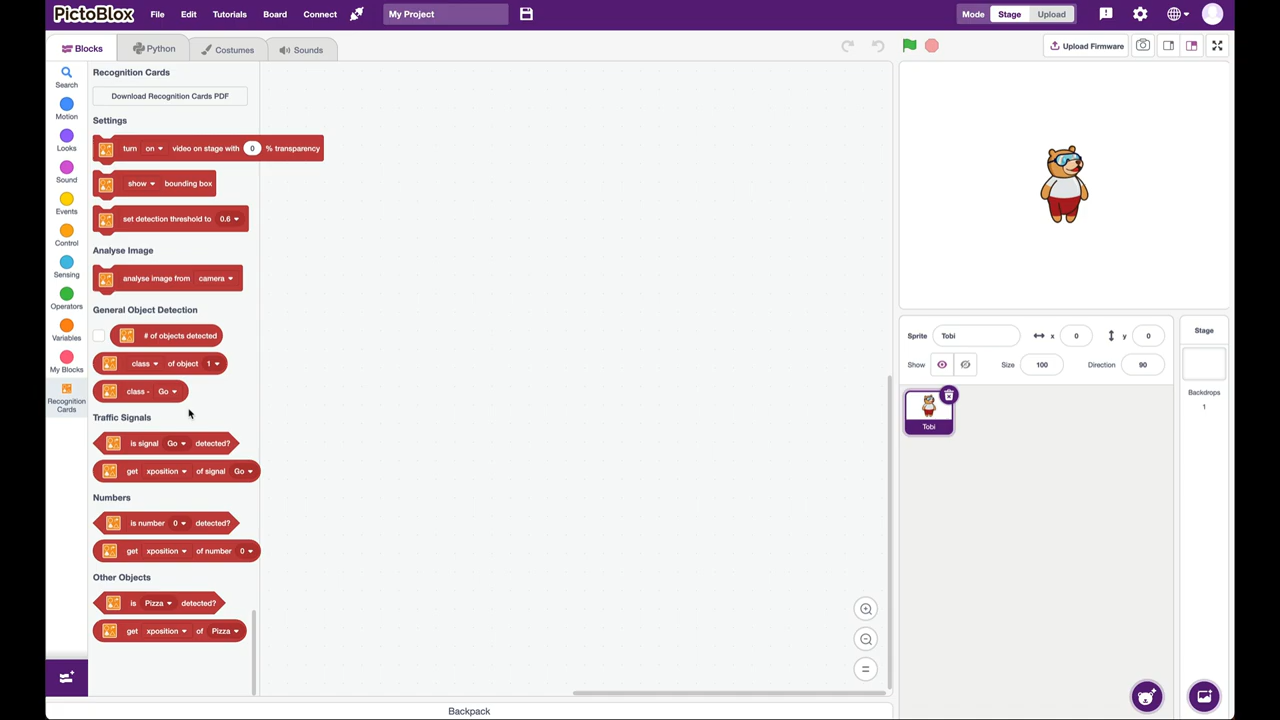 PictoBlox File Edit Tutorials Board Connect My Project Mode Stage Upload
Blocks Python Costumes Sounds Upload Firmware
Search
Motion
Looks
Sound
Events
Control
Sensing
Operators
Variables
My Blocks
Recognition
Cards
Recognition Cards
Download Recognition Cards PDF
Settings
turn on video on stage with 0 % transparency
show bounding box
set detection threshold to 0.6
Analyse Image
analyse image from camera
General Object Detection
# of objects detected
class of object 1
class - Go
Traffic Signals
is signal Go detected?
get xposition of signal Go
Numbers
is number 0 detected?
get xposition of number 0
Other Objects
is Pizza detected?
get xposition of Pizza
Sprite Tobi x 0 y 0
Show Size 100 Direction 90
Tobi
Stage
Backdrops
1
Backpack